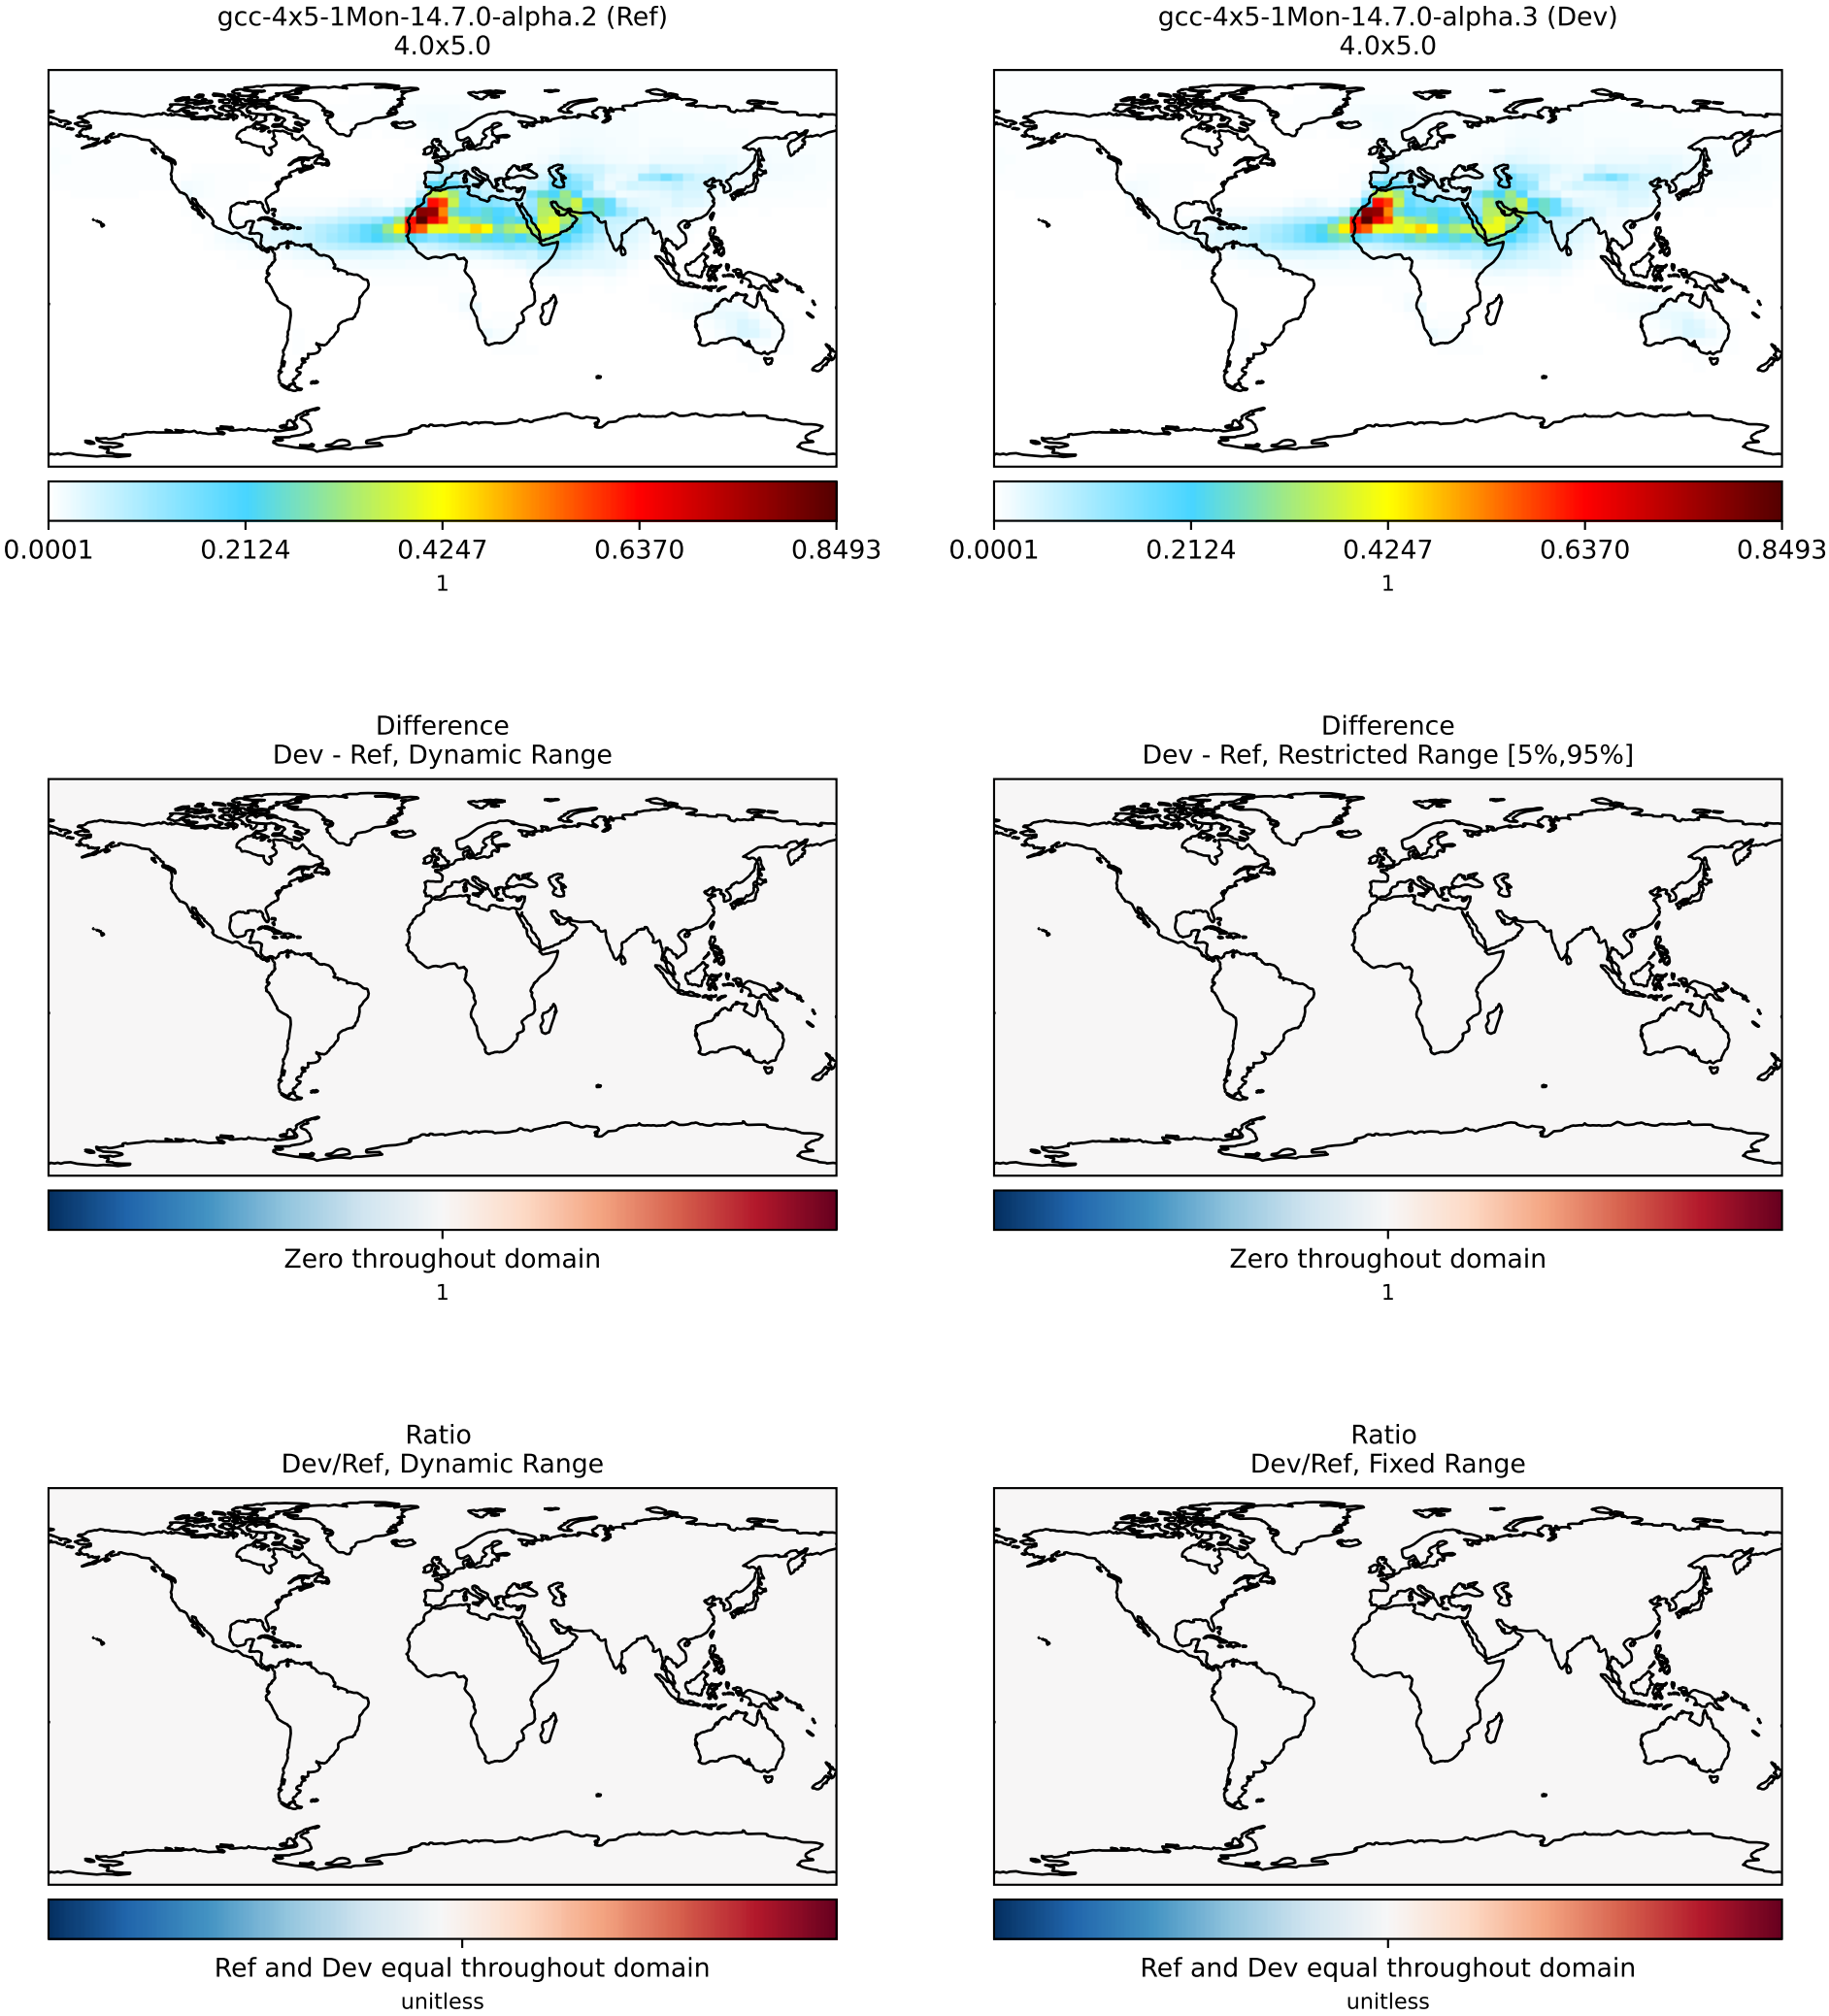 gcc-4x5-1Mon-14.7.0-alpha.2 (Ref)
4.0x5.0
gcc-4x5-1Mon-14.7.0-alpha.3 (Dev)
4.0x5.0
0.0001 0.2124 0.4247 0.6370 0.8493
1
0.0001 0.2124 0.4247 0.6370 0.8493
1
Difference
Dev - Ref, Dynamic Range
Difference
Dev - Ref, Restricted Range [5%,95%]
Zero throughout domain
1
Zero throughout domain
1
Ratio
Dev/Ref, Dynamic Range
Ratio
Dev/Ref, Fixed Range
Ref and Dev equal throughout domain
unitless
Ref and Dev equal throughout domain
unitless